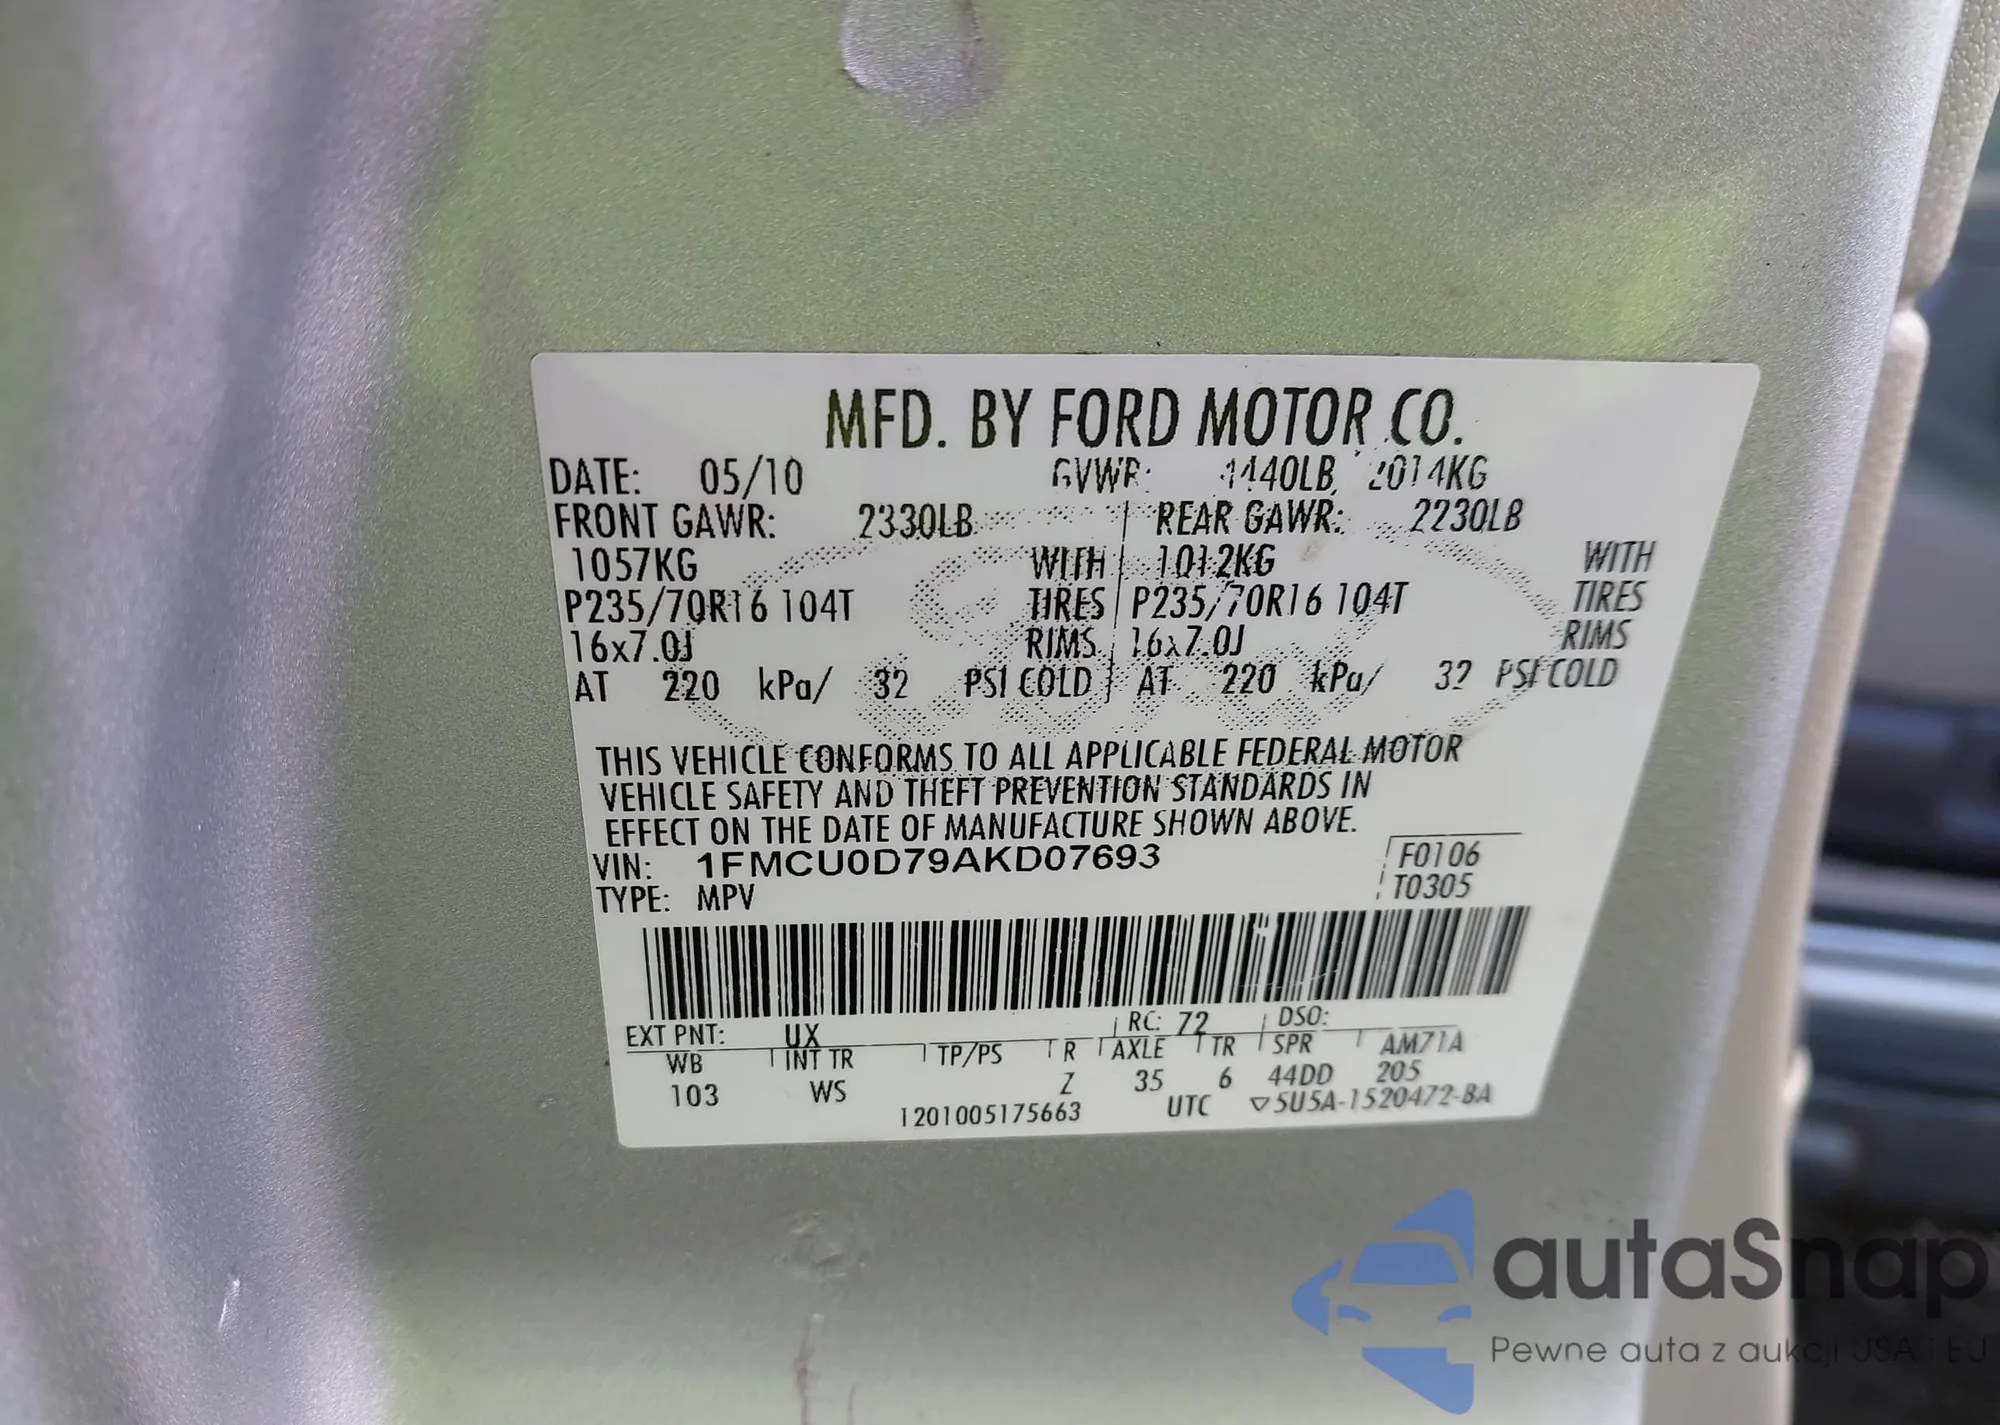 MFD. BY FORD MOTOR CO.
DATE: 05/10 GVWR: 4440LB, 2014KG
FRONT GAWR: 2330LB REAR GAWR: 2230LB
1057KG WITH 1012KG WITH
P235/70R16 104T TIRES P235/70R16 104T TIRES
16x7.0J RIMS 16x7.0J RIMS
AT 220 kPa/ 32 PSI COLD AT 220 kPa/ 32 PSI COLD
THIS VEHICLE CONFORMS TO ALL APPLICABLE FEDERAL MOTOR
VEHICLE SAFETY AND THEFT PREVENTION STANDARDS IN
EFFECT ON THE DATE OF MANUFACTURE SHOWN ABOVE.
VIN: 1FMCU0D79AKD07693 F0106
TYPE: MPV T0305
EXT PNT: UX RC: 72 DSO:
WB INT TR TP/PS R AXLE TR SPR AM71A
103 WS Z 35 6 44DD 205
1201005175663 UTC ▽5U5A-1520472-BA
autaSnap
Pewne auta z aukcji USA i EU